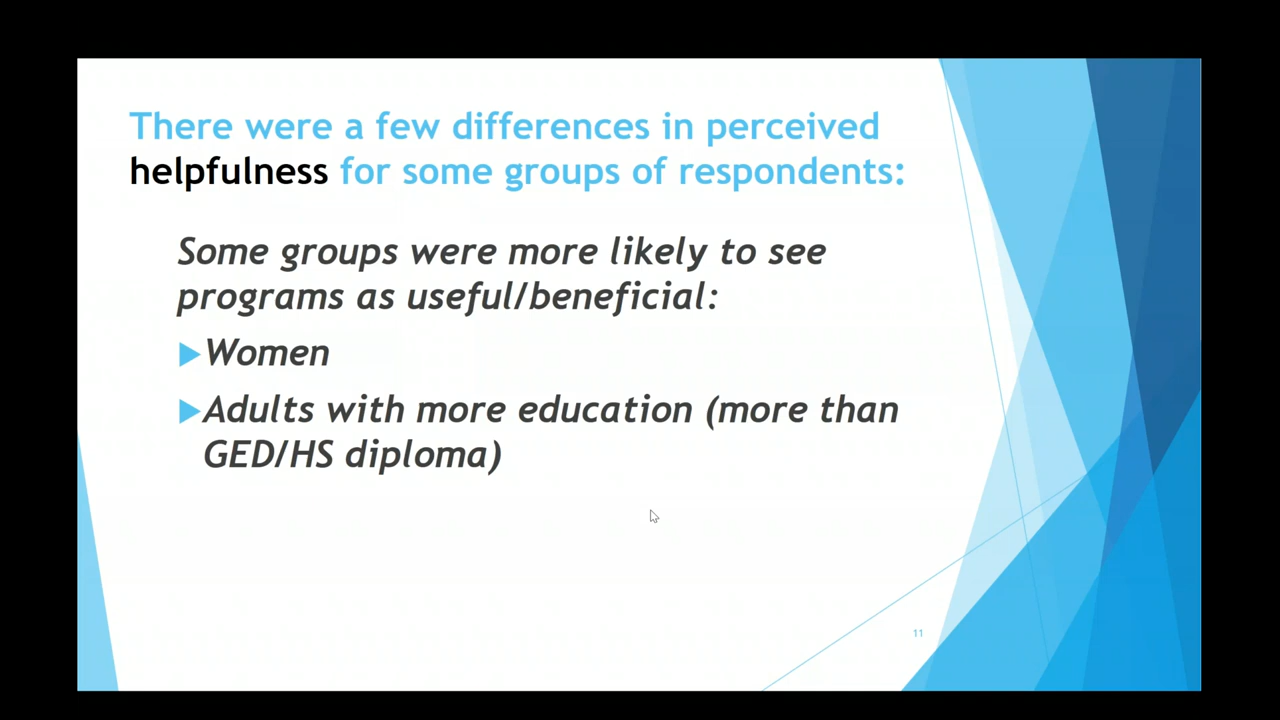 There were a few differences in perceived
helpfulness for some groups of respondents:
Some groups were more likely to see
programs as useful/beneficial:
Women
Adults with more education (more than
GED/HS diploma)
11